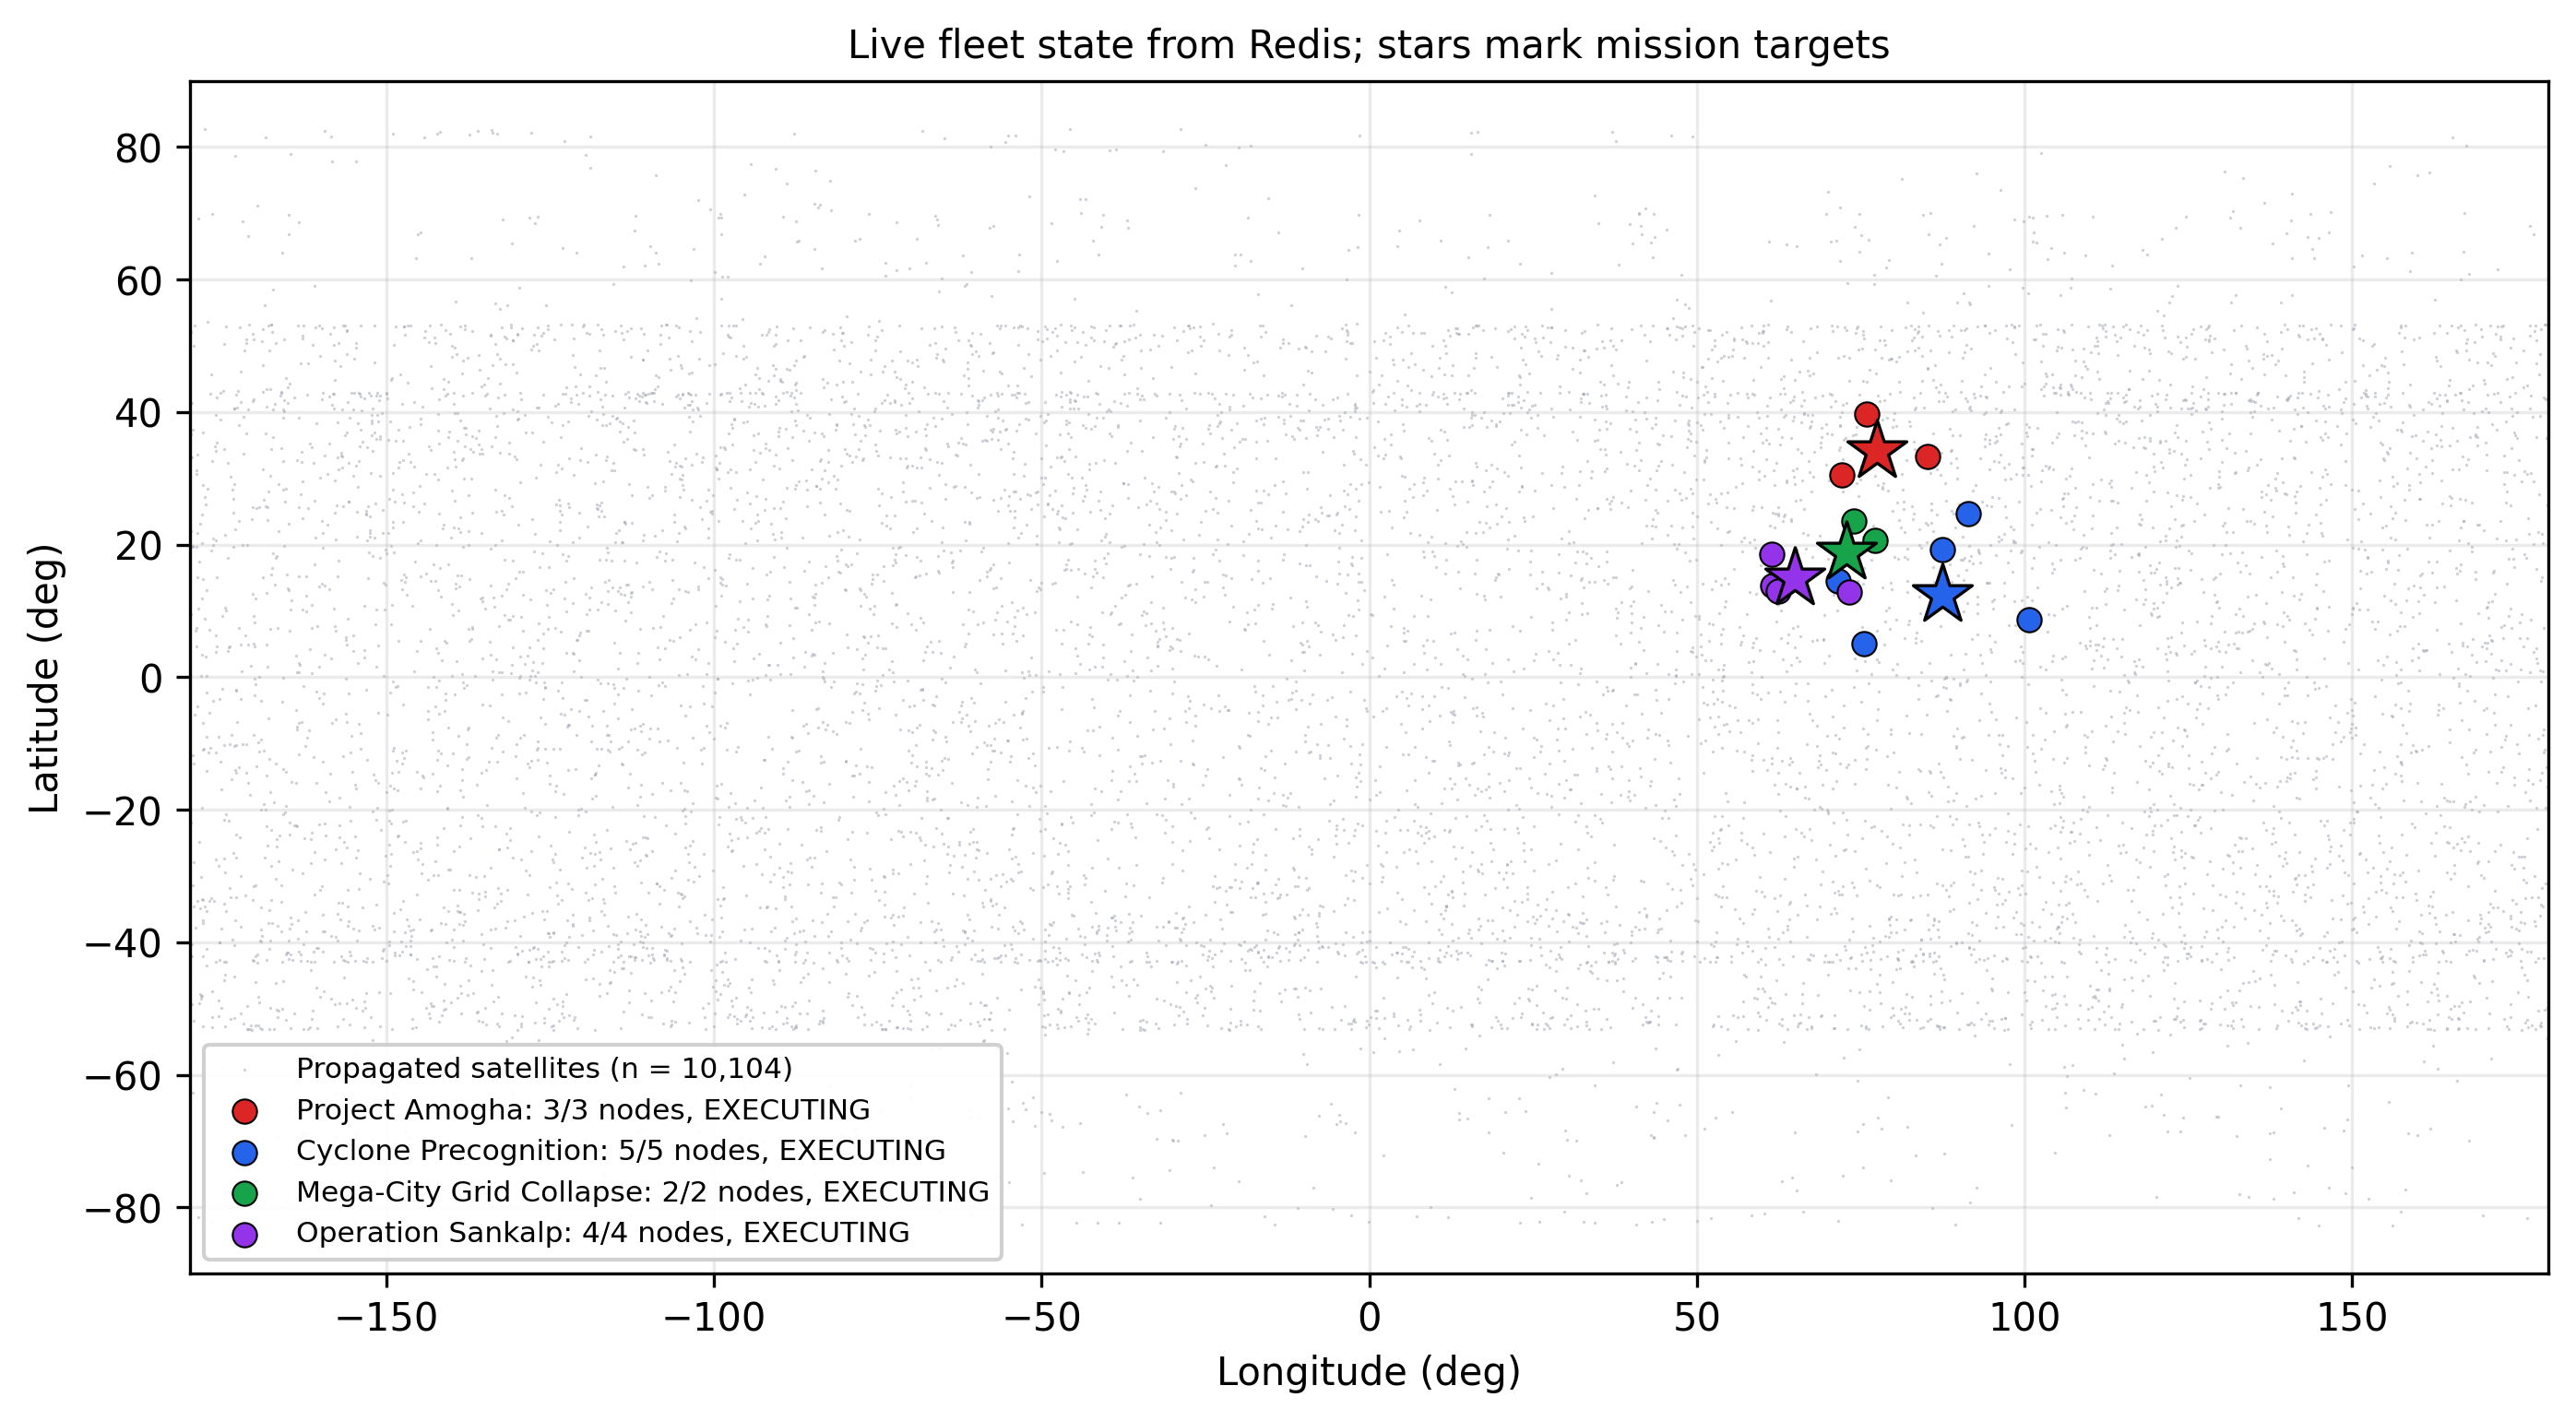 Live fleet state from Redis; stars mark mission targets
Latitude (deg)
80
60
40
20
0
−20
−40
−60
−80
Propagated satellites (n = 10,104)
Project Amogha: 3/3 nodes, EXECUTING
Cyclone Precognition: 5/5 nodes, EXECUTING
Mega-City Grid Collapse: 2/2 nodes, EXECUTING
Operation Sankalp: 4/4 nodes, EXECUTING
−150 −100 −50 0 50 100 150
Longitude (deg)